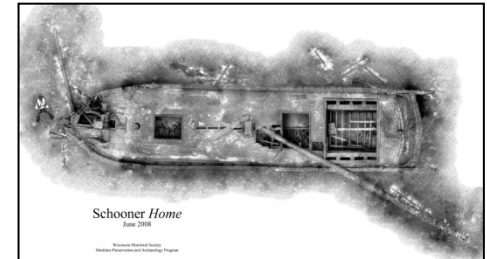 Schooner Home
June 2008
Wisconsin Historical Society
Maritime Preservation and Archaeology Program